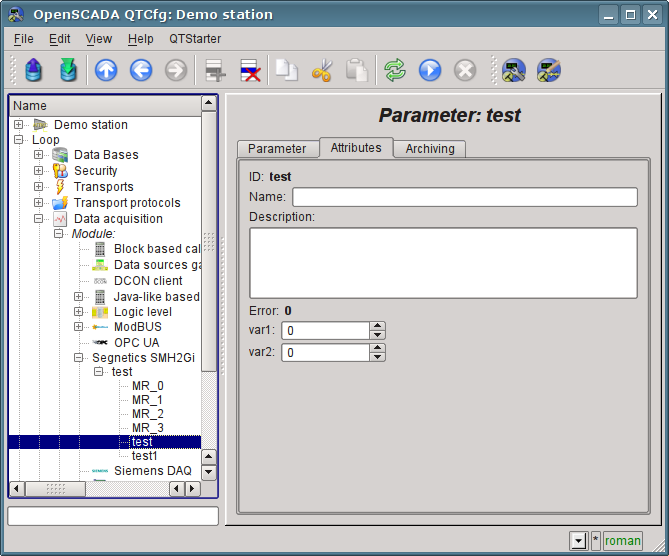 OpenSCADA QTCfg: Demo station
File Edit View Help QTStarter
Name
Demo station
Loop
Data Bases
Security
Transports
Transport protocols
Data acquisition
Module:
Block based cal
Data sources ga
DCON client
Java-like based
Logic level
ModBUS
OPC UA
Segnetics SMH2Gi
test
MR_0
MR_1
MR_2
MR_3
test
test1
Siemens DAQ
Parameter: test
Parameter Attributes Archiving
ID: test
Name:
Description:
Error: 0
var1: 0
var2: 0
* roman